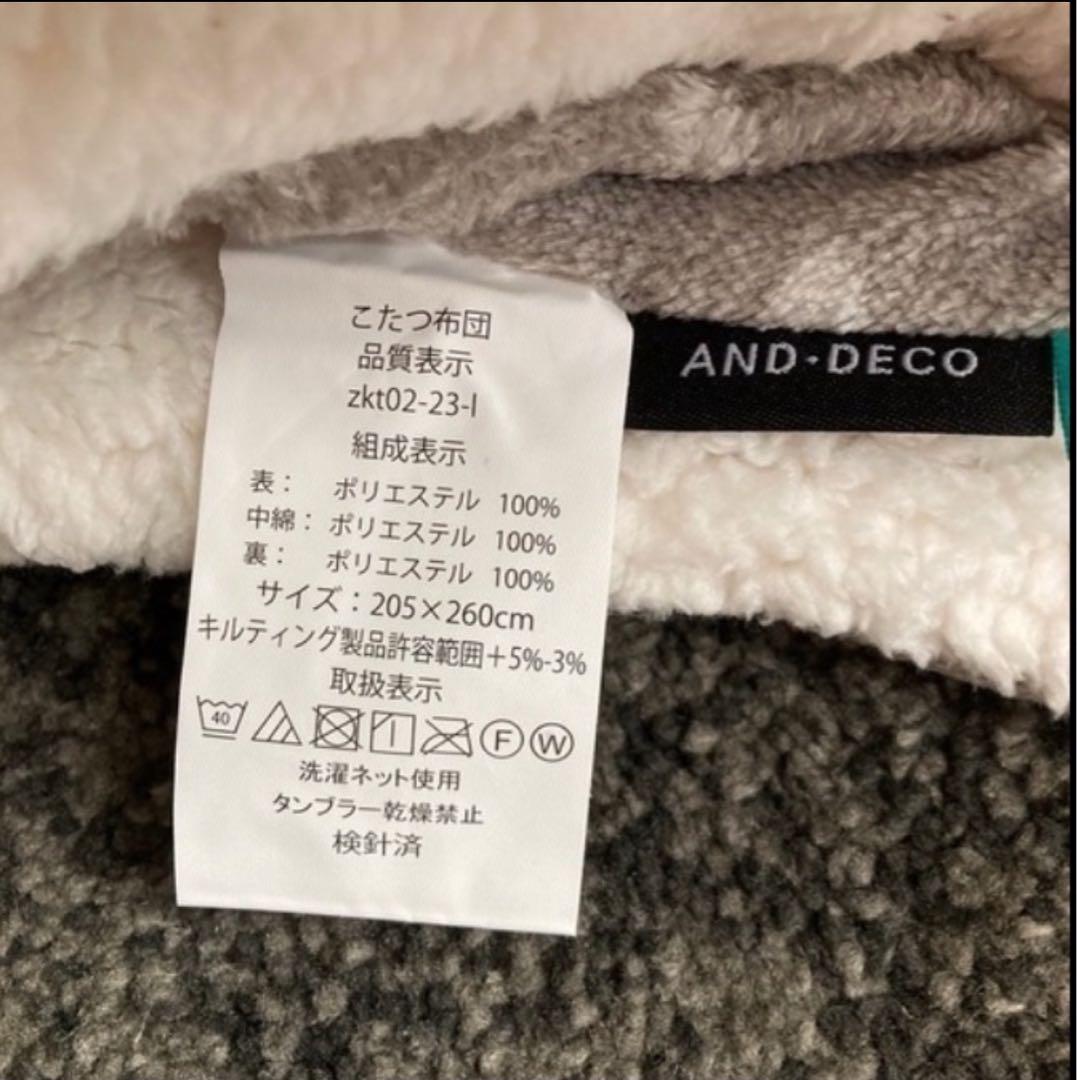 こたつ布団
品質表示
zkt02-23-l
組成表示
表： ポリエステル 100%
中綿： ポリエステル 100%
裏： ポリエステル 100%
サイズ：205×260cm
キルティング製品許容範囲＋5%-3%
取扱表示
40 F W
洗濯ネット使用
タンブラー乾燥禁止
検針済
AND·DECO